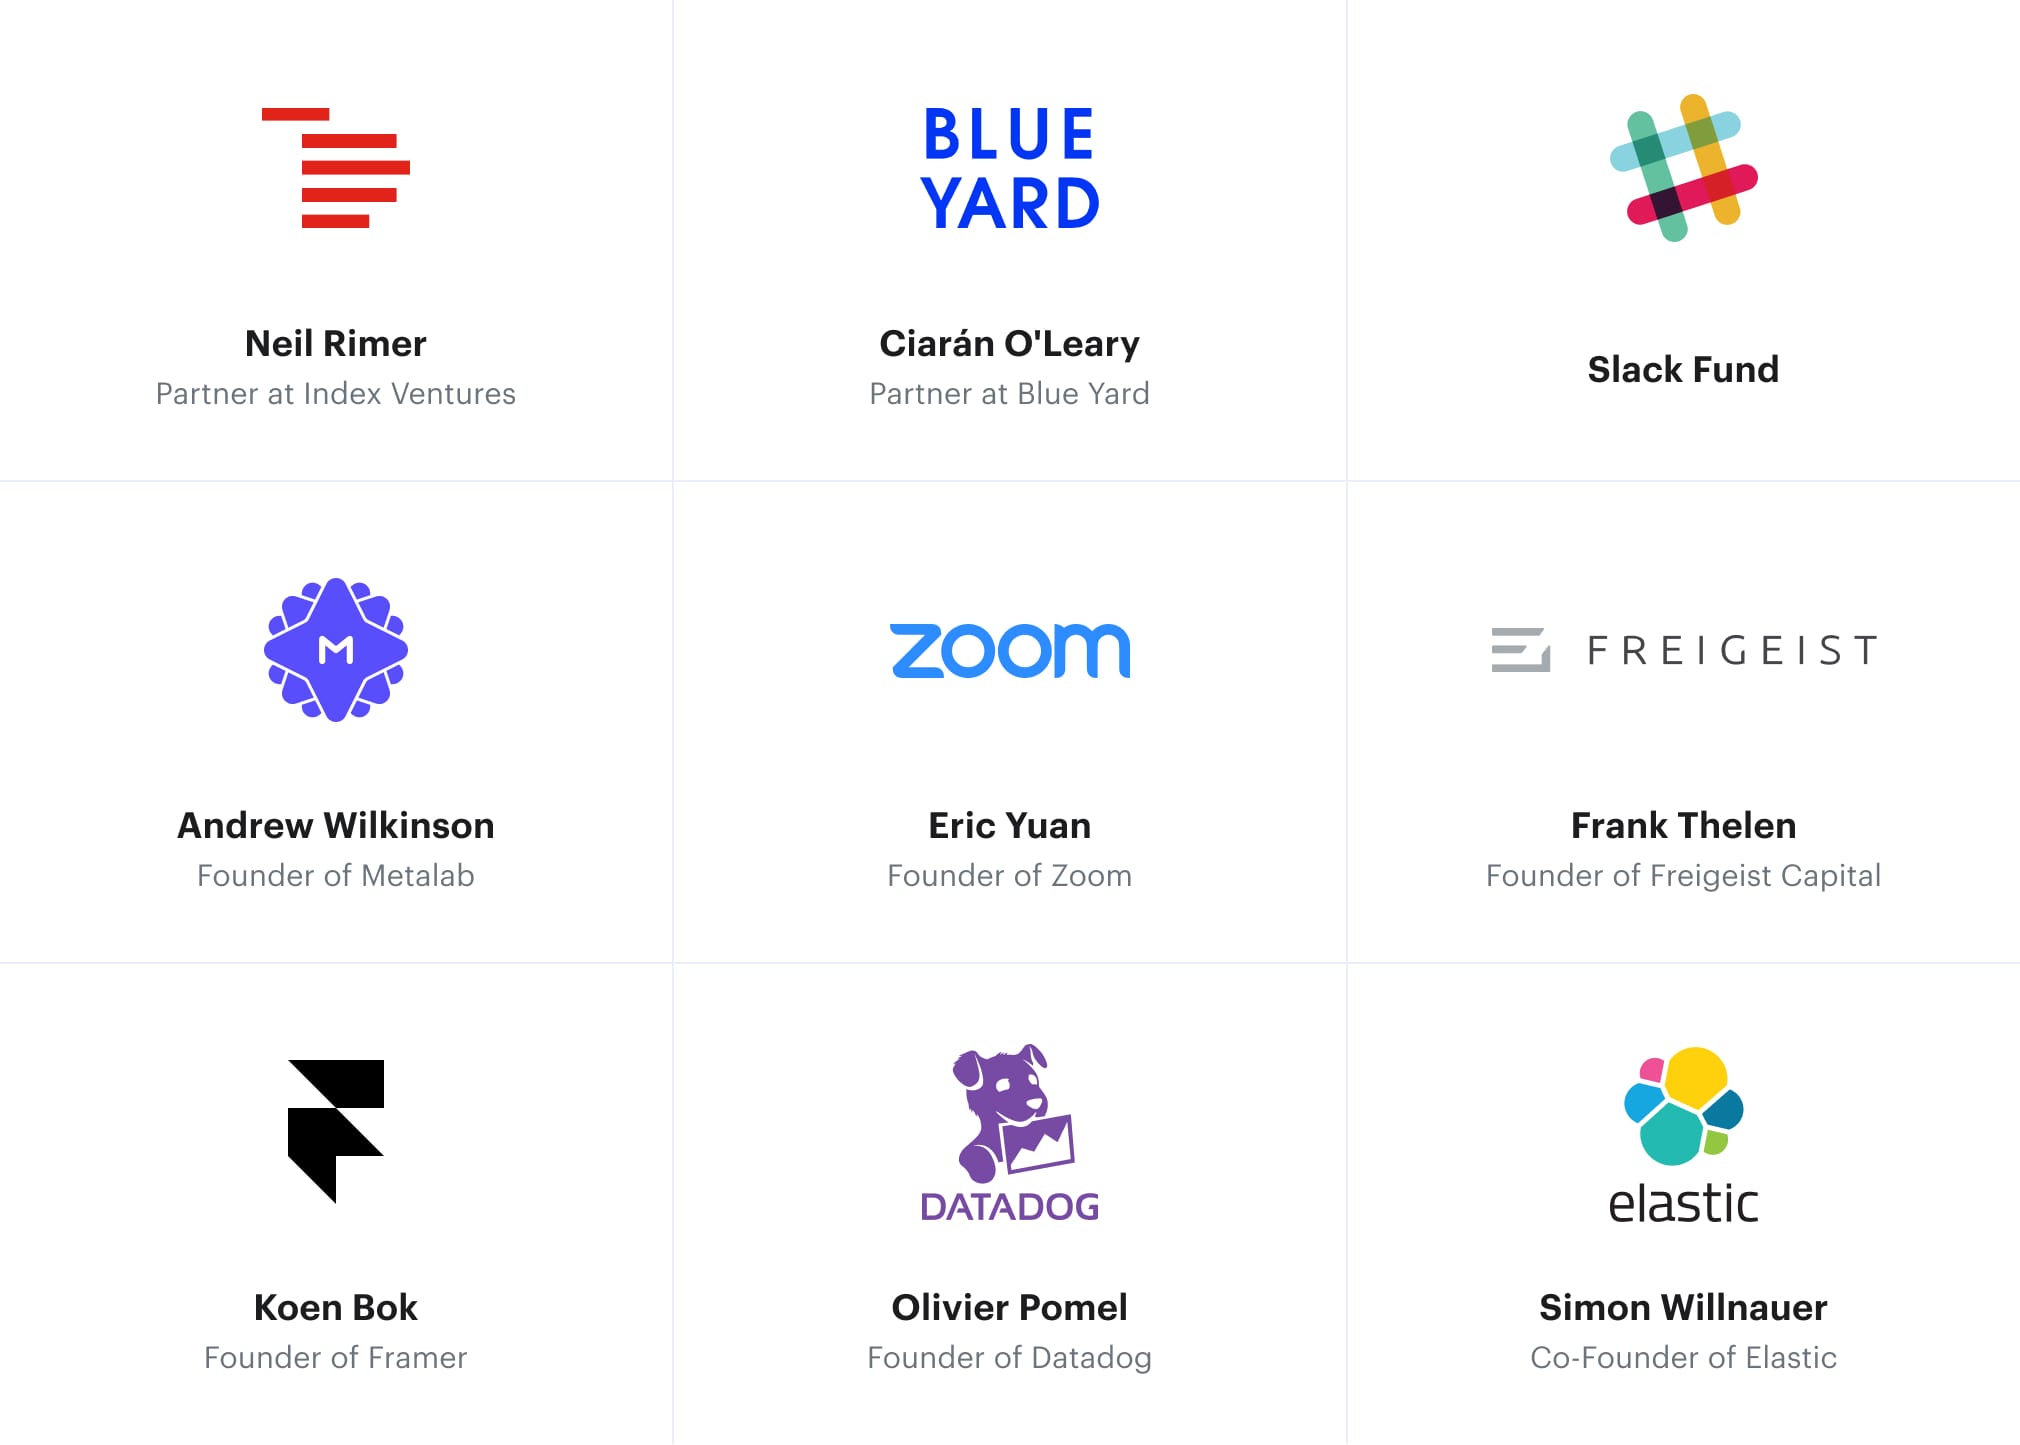 BLUE
YARD
Neil Rimer
Partner at Index Ventures
Ciarán O'Leary
Partner at Blue Yard
Slack Fund
M
zoom
FREIGEIST
Andrew Wilkinson
Founder of Metalab
Eric Yuan
Founder of Zoom
Frank Thelen
Founder of Freigeist Capital
DATADOG
elastic
Koen Bok
Founder of Framer
Olivier Pomel
Founder of Datadog
Simon Willnauer
Co-Founder of Elastic